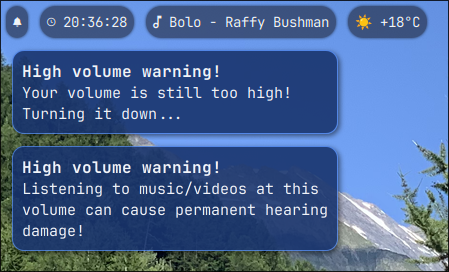 20:36:28
Bolo - Raffy Bushman
+18°C
High volume warning!
Your volume is still too high!
Turning it down...
High volume warning!
Listening to music/videos at this
volume can cause permanent hearing
damage!